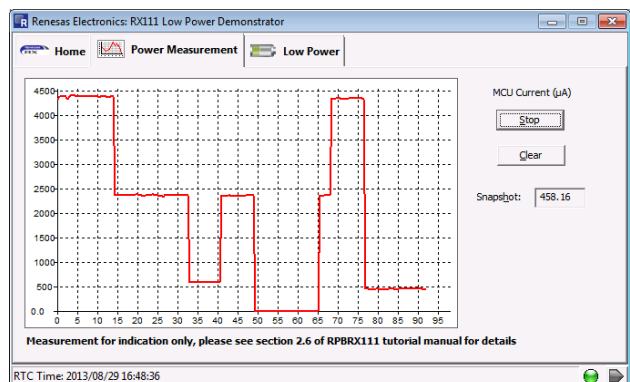 Renesas Electronics: RX111 Low Power Demonstrator
RX Home Power Measurement Low Power
4500
4000
3500
3000
2500
2000
1500
1000
500
0.0
0 5 10 15 20 25 30 35 40 45 50 55 60 65 70 75 80 85 90 95
MCU Current (µA)
Stop
Clear
Snapshot: 458.16
Measurement for indication only, please see section 2.6 of RPBRX111 tutorial manual for details
RTC Time: 2013/08/29 16:48:36